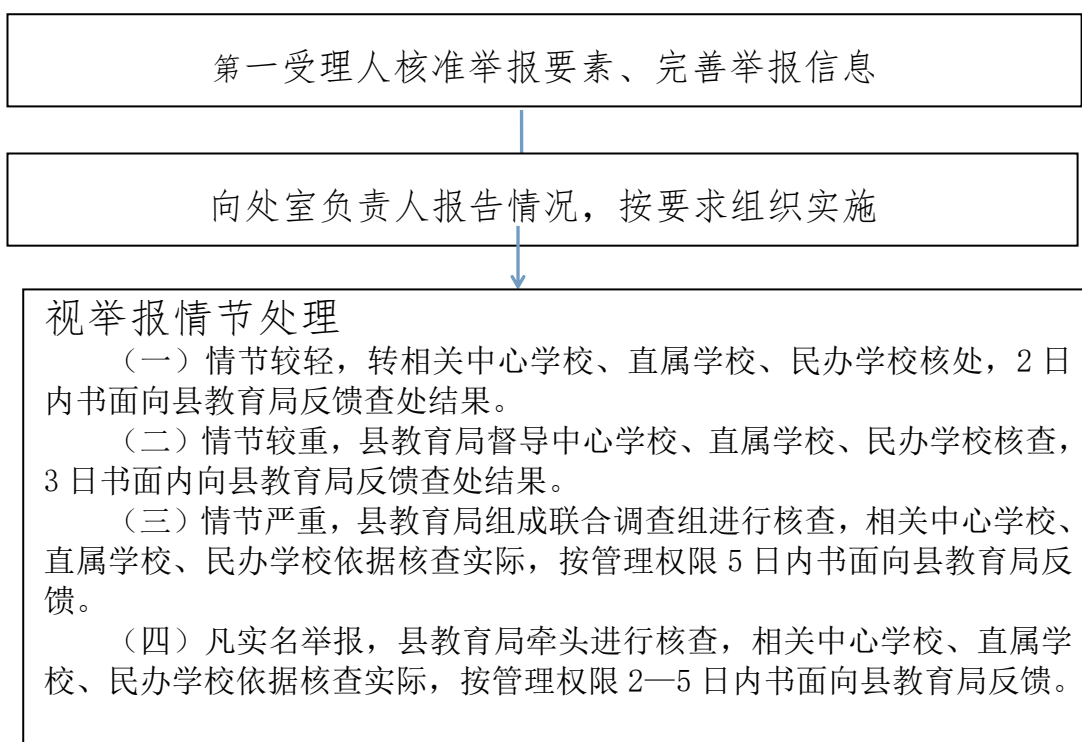 第一受理人核准举报要素、完善举报信息
向处室负责人报告情况，按要求组织实施
视举报情节处理
（一）情节较轻，转相关中心学校、直属学校、民办学校核处，2 日
内书面向县教育局反馈查处结果。
（二）情节较重，县教育局督导中心学校、直属学校、民办学校核查，
3 日书面内向县教育局反馈查处结果。
（三）情节严重，县教育局组成联合调查组进行核查，相关中心学校、
直属学校、民办学校依据核查实际，按管理权限 5 日内书面向县教育局反
馈。
（四）凡实名举报，县教育局牵头进行核查，相关中心学校、直属学
校、民办学校依据核查实际，按管理权限 2—5 日内书面向县教育局反馈。